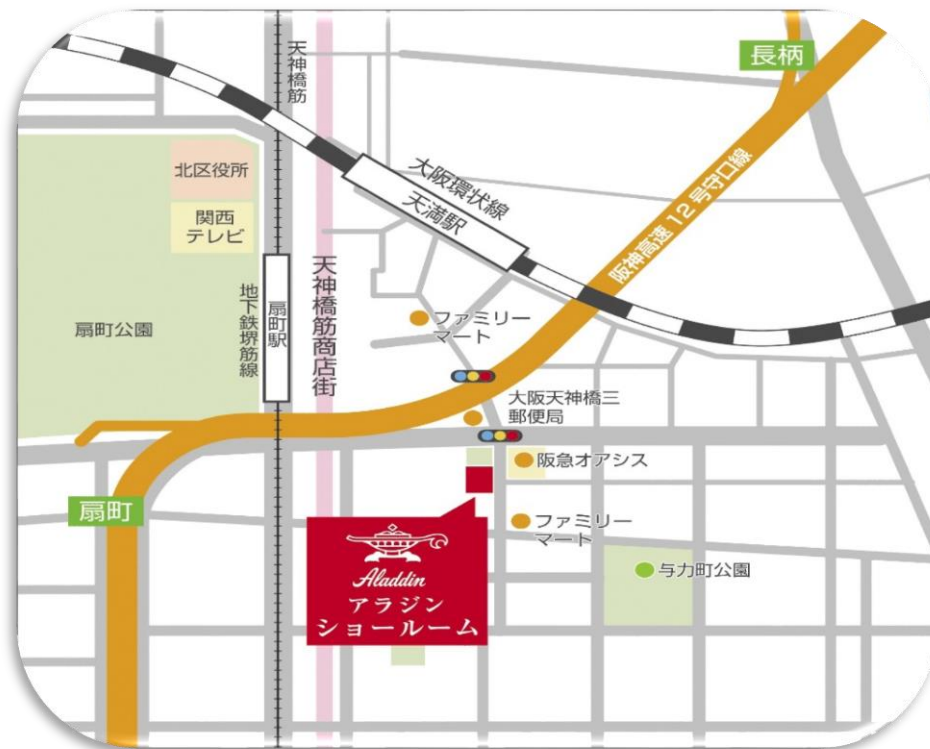 天神橋筋
長柄
北区役所
関西
テレビ
大阪環状線
天満駅
阪神高速12号守口線
扇町公園
地下鉄堺筋線
扇町駅
天神橋筋商店街
ファミリー
マート
大阪天神橋三
郵便局
阪急オアシス
扇町
ファミリー
マート
Aladdin
アラジン
ショールーム
与力町公園